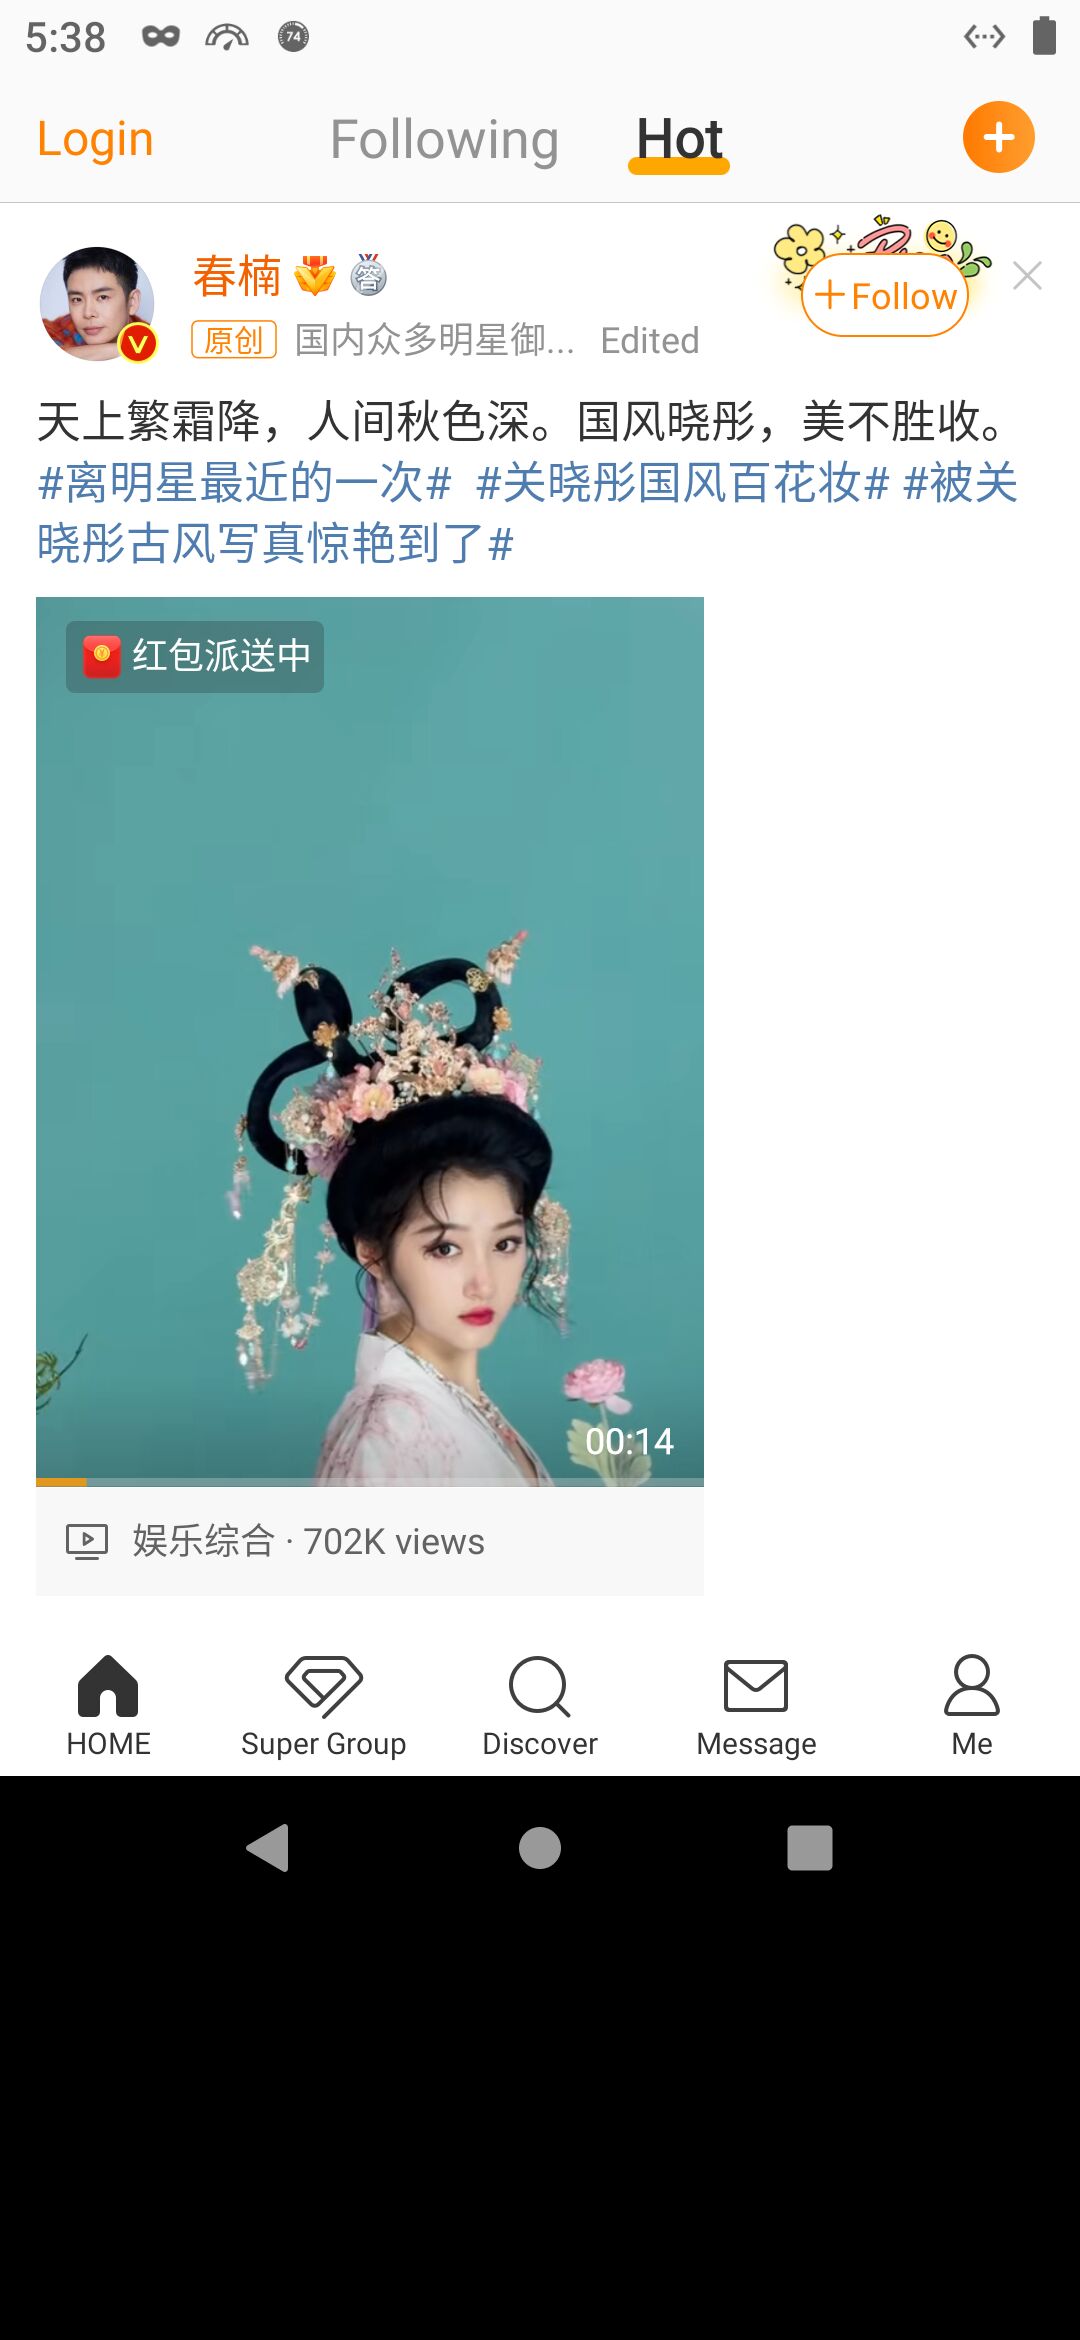 5:38
74
Login
Following
Hot
春楠
答
+Follow
V
原创
国内众多明星御...
Edited
天上繁霜降，人间秋色深。国风晓彤，美不胜收。
#离明星最近的一次# #关晓彤国风百花妆# #被关
晓彤古风写真惊艳到了#
红包派送中
00:14
娱乐综合 · 702K views
HOME
Super Group
Discover
Message
Me